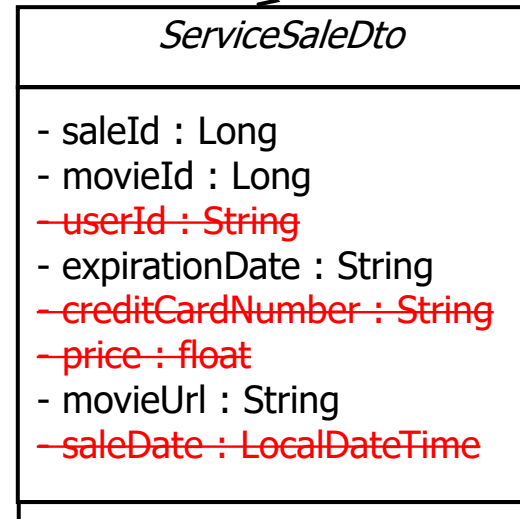 ServiceSaleDto
- saleId : Long
- movieId : Long
- userId : String
- expirationDate : String
- creditCardNumber : String
- price : float
- movieUrl : String
- saleDate : LocalDateTime